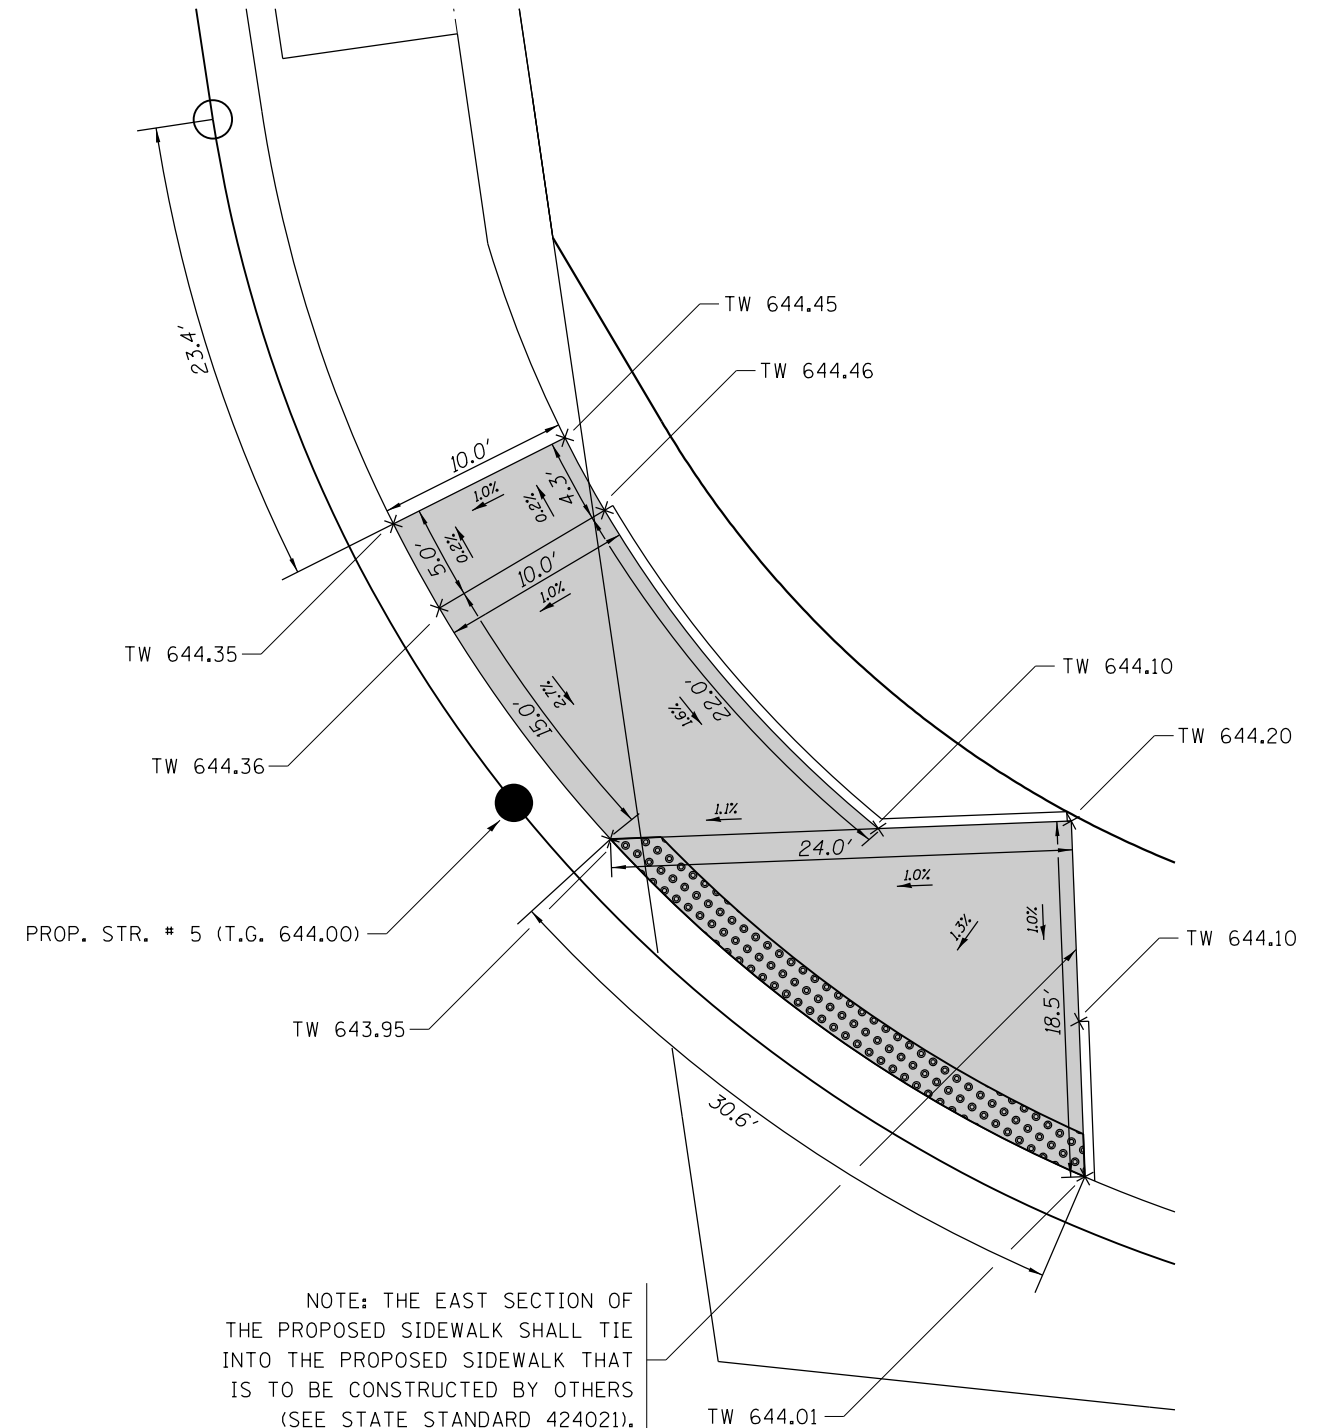 TW 644.45
TW 644.46
23.4'
10.0'
1.0%
0.2%
4.3'
5.0'
0.2%
10.0'
1.0%
TW 644.35
TW 644.10
2.7%
15.0'
1.6%
22.0'
TW 644.20
TW 644.36
1.1%
24.0'
1.0%
1.3%
1.0%
PROP. STR. # 5 (T.G. 644.00)
TW 644.10
18.5'
TW 643.95
30.6'
NOTE: THE EAST SECTION OF
THE PROPOSED SIDEWALK SHALL TIE
INTO THE PROPOSED SIDEWALK THAT
IS TO BE CONSTRUCTED BY OTHERS
(SEE STATE STANDARD 424021).
TW 644.01